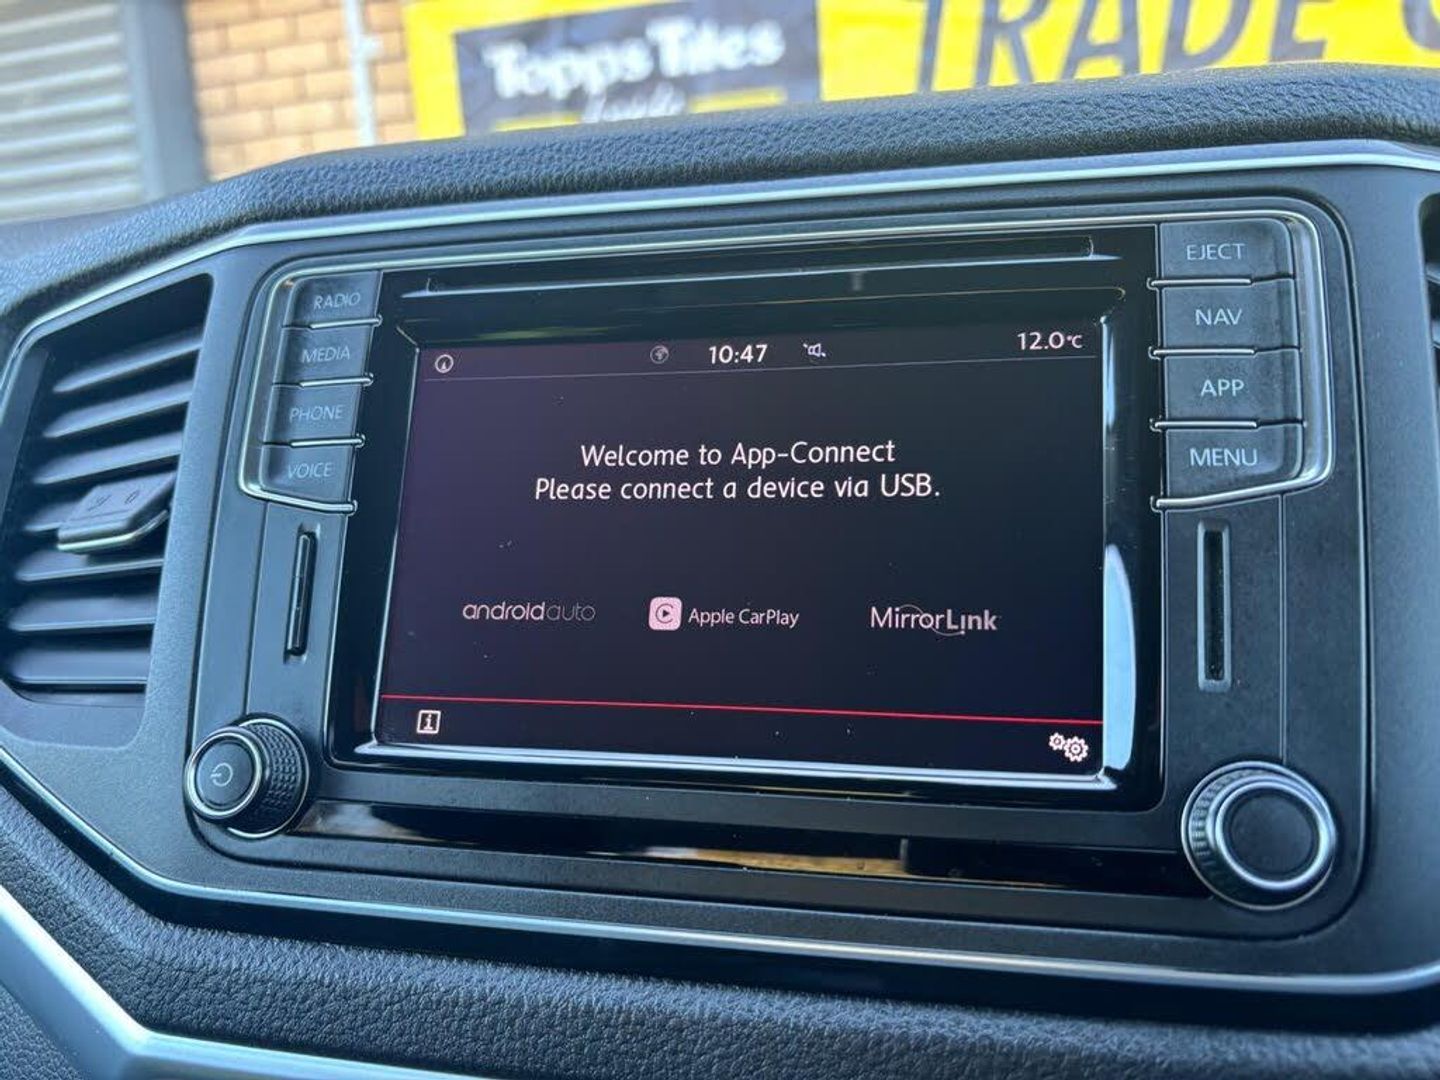 Topps Tiles
TRADE
EJECT
RADIO
NAV
MEDIA
10:47
12.0°C
APP
PHONE
MENU
VOICE
Welcome to App-Connect
Please connect a device via USB.
androidauto
Apple CarPlay
MirrorLink
i